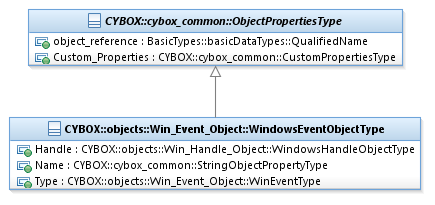 CYBOX::cybox_common::ObjectPropertiesType
object_reference : BasicTypes::basicDataTypes::QualifiedName
Custom_Properties : CYBOX::cybox_common::CustomPropertiesType
CYBOX::objects::Win_Event_Object::WindowsEventObjectType
Handle : CYBOX::objects::Win_Handle_Object::WindowsHandleObjectType
Name : CYBOX::cybox_common::StringObjectPropertyType
Type : CYBOX::objects::Win_Event_Object::WinEventType